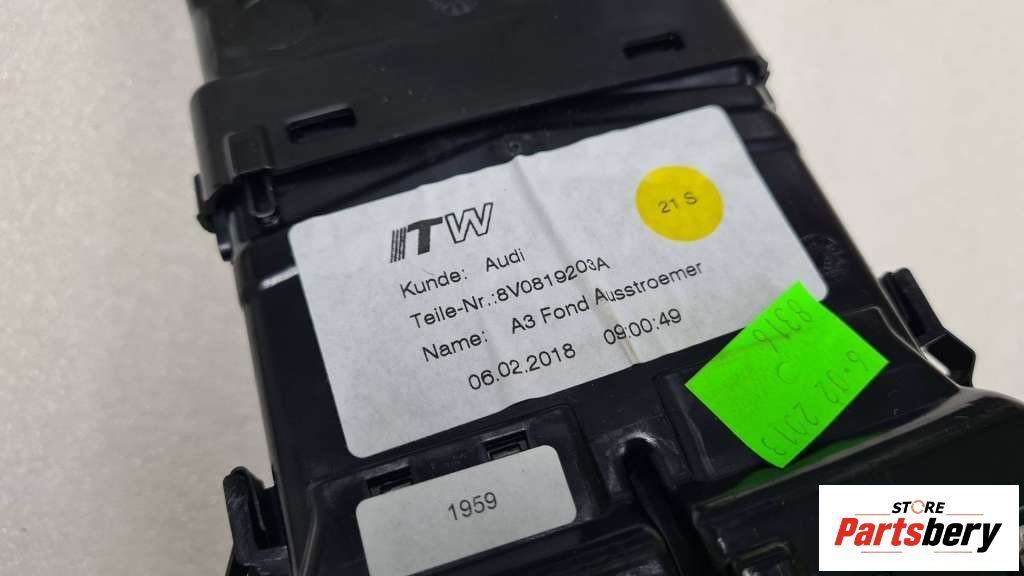 ITW
21 S
Kunde: Audi
Teile-Nr.:8V0819203A
Name: A3 Fond Ausstroemer
06.02.2018 09:00:49
8316
1959
STORE
Partsbery